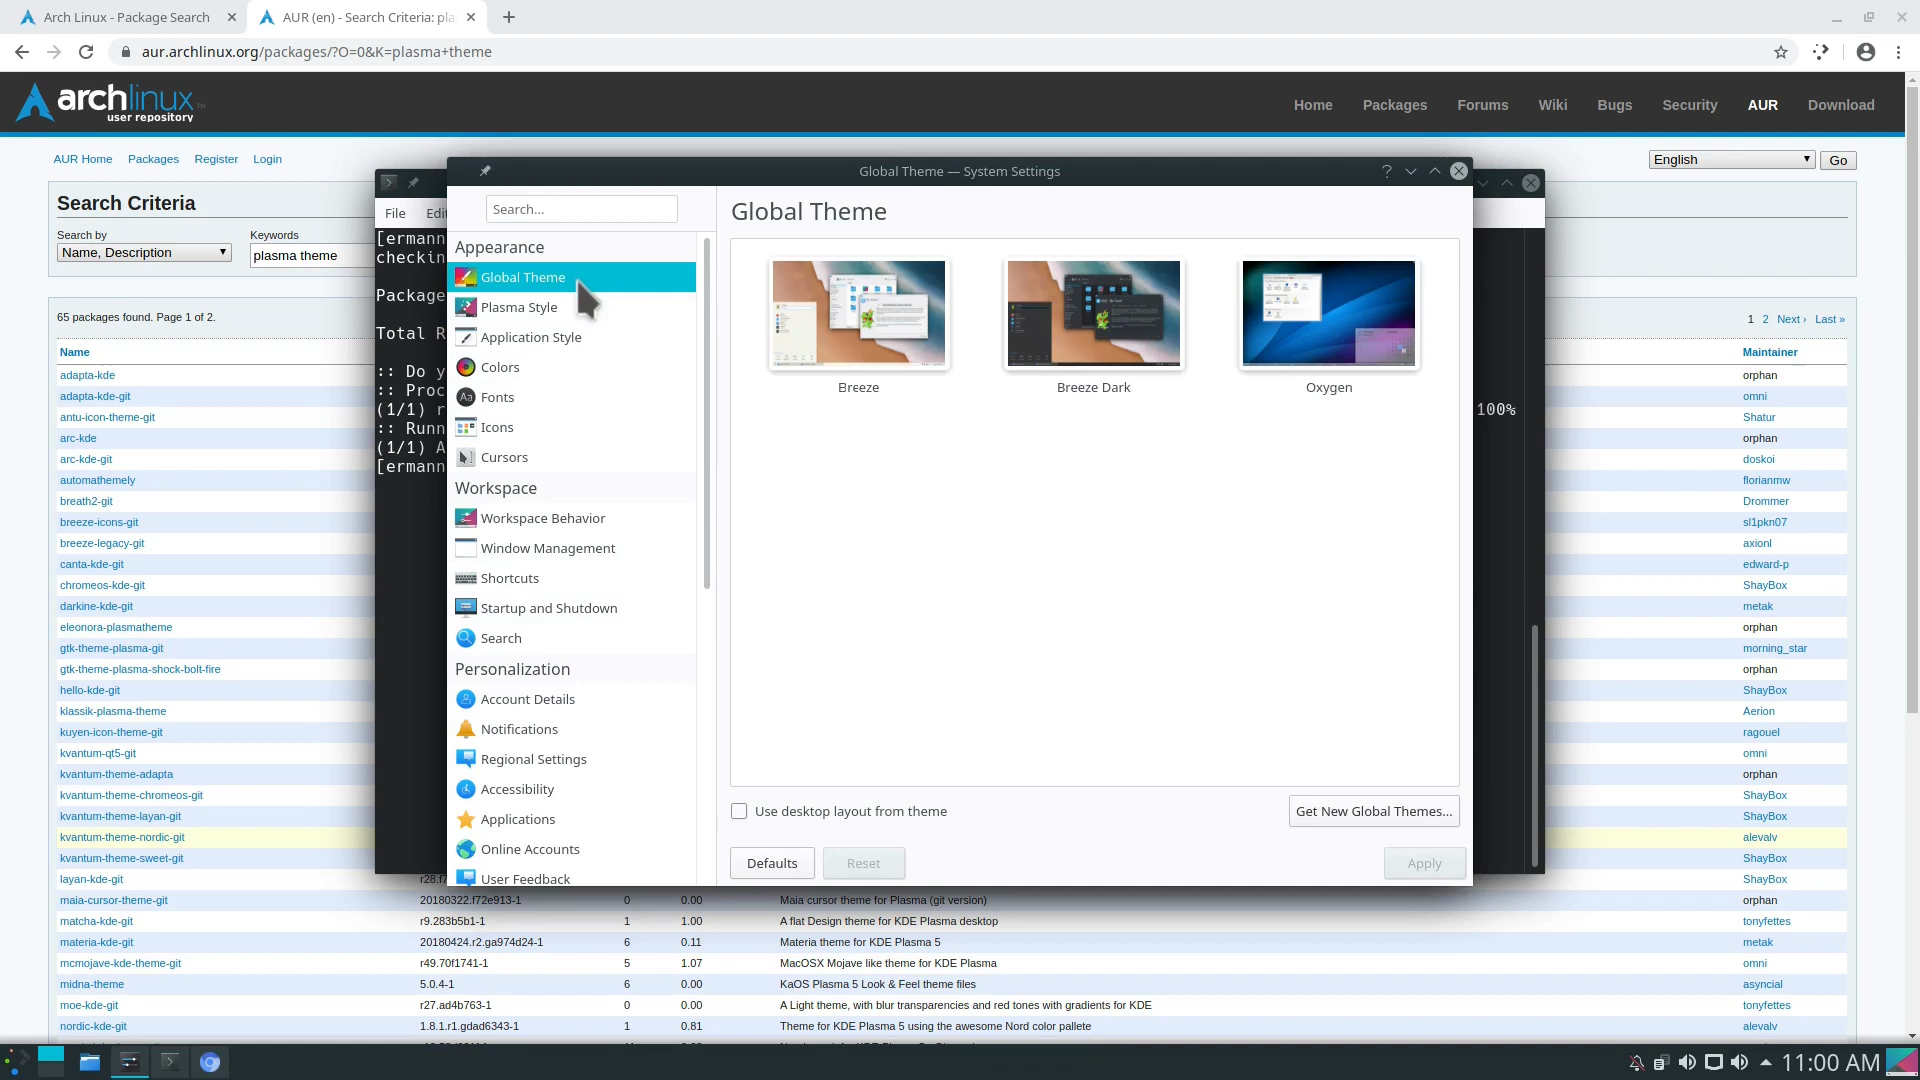 Arch Linux - Package Search
AUR (en) - Search Criteria: pla
aur.archlinux.org/packages/?O=0&K=plasma+theme
archlinux TM
user repository
Home Packages Forums Wiki Bugs Security AUR Download
AUR Home Packages Register Login
English Go
Search Criteria
Search by Keywords
Name, Description plasma theme
65 packages found. Page 1 of 2.
1 2 Next › Last »
Name Maintainer
adapta-kde orphan
adapta-kde-git omni
antu-icon-theme-git Shatur
arc-kde orphan
arc-kde-git doskoi
automathemely florianmw
breath2-git Drommer
breeze-icons-git sl1pkn07
breeze-legacy-git axionl
canta-kde-git edward-p
chromeos-kde-git ShayBox
darkine-kde-git metak
eleonora-plasmatheme orphan
gtk-theme-plasma-git morning_star
gtk-theme-plasma-shock-bolt-fire orphan
hello-kde-git ShayBox
klassik-plasma-theme Aerion
kuyen-icon-theme-git ragouel
kvantum-qt5-git omni
kvantum-theme-adapta orphan
kvantum-theme-chromeos-git ShayBox
kvantum-theme-layan-git ShayBox
kvantum-theme-nordic-git alevalv
kvantum-theme-sweet-git ShayBox
layan-kde-git r28.f7 ShayBox
maia-cursor-theme-git 20180322.f72e913-1 0 0.00 Maia cursor theme for Plasma (git version) orphan
matcha-kde-git r9.283b5b1-1 1 1.00 A flat Design theme for KDE Plasma desktop tonyfettes
materia-kde-git 20180424.r2.ga974d24-1 6 0.11 Materia theme for KDE Plasma 5 metak
mcmojave-kde-theme-git r49.70f1741-1 5 1.07 MacOSX Mojave like theme for KDE Plasma omni
midna-theme 5.0.4-1 6 0.00 KaOS Plasma 5 Look & Feel theme files asyncial
moe-kde-git r27.ad4b763-1 0 0.00 A Light theme, with blur transparencies and red tones with gradients for KDE tonyfettes
nordic-kde-git 1.8.1.r1.gdad6343-1 1 0.81 Theme for KDE Plasma 5 using the awesome Nord color pallete alevalv
File Edit
[ermann
checkin
Package
Total R
:: Do y
:: Proc
(1/1) r 100%
:: Runn
(1/1) A
[ermann
Global Theme — System Settings
Search...
Appearance
Global Theme
Plasma Style
Application Style
Colors
Fonts
Icons
Cursors
Workspace
Workspace Behavior
Window Management
Shortcuts
Startup and Shutdown
Search
Personalization
Account Details
Notifications
Regional Settings
Accessibility
Applications
Online Accounts
User Feedback
Global Theme
Breeze Breeze Dark Oxygen
Use desktop layout from theme
Get New Global Themes...
Defaults Reset Apply
11:00 AM